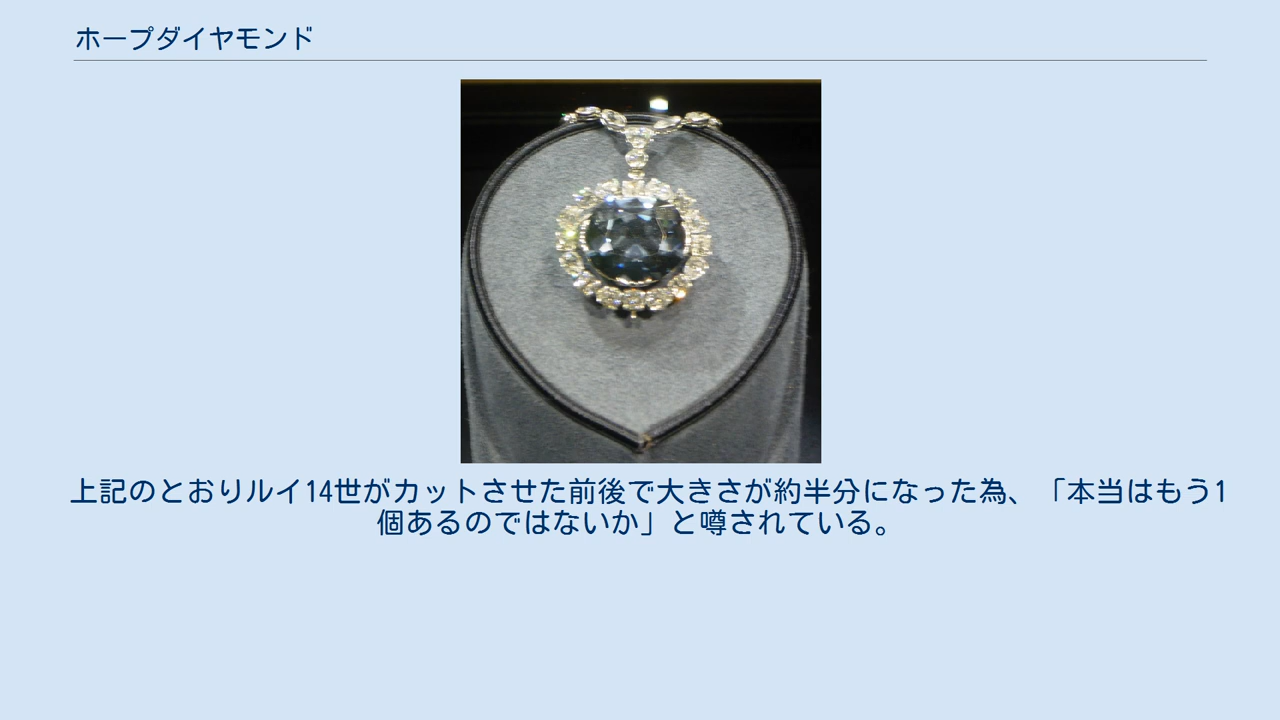 ホープダイヤモンド
上記のとおりルイ14世がカットさせた前後で大きさが約半分になった為、「本当はもう1
個あるのではないか」と噂されている。